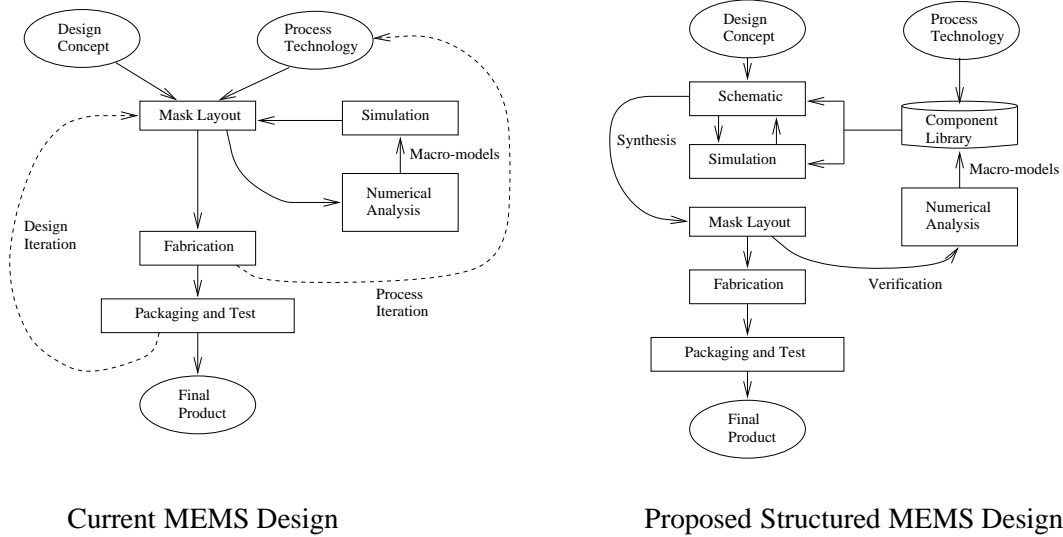 Design
Concept
Process
Technology
Mask Layout
Simulation
Macro-models
Numerical
Analysis
Design
Iteration
Fabrication
Process
Iteration
Packaging and Test
Final
Product
Current MEMS Design
Design
Concept
Process
Technology
Schematic
Component
Library
Synthesis
Simulation
Macro-models
Numerical
Analysis
Mask Layout
Verification
Fabrication
Packaging and Test
Final
Product
Proposed Structured MEMS Design